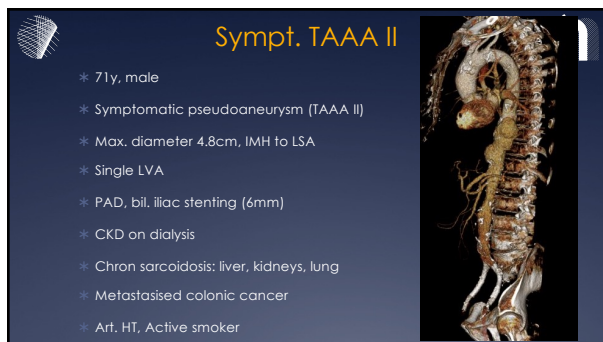 Sympt. TAAA II
* 71y, male
* Symptomatic pseudoaneurysm (TAAA II)
* Max. diameter 4.8cm, IMH to LSA
* Single LVA
* PAD, bil. iliac stenting (6mm)
* CKD on dialysis
* Chron sarcoidosis: liver, kidneys, lung
* Metastasised colonic cancer
* Art. HT, Active smoker